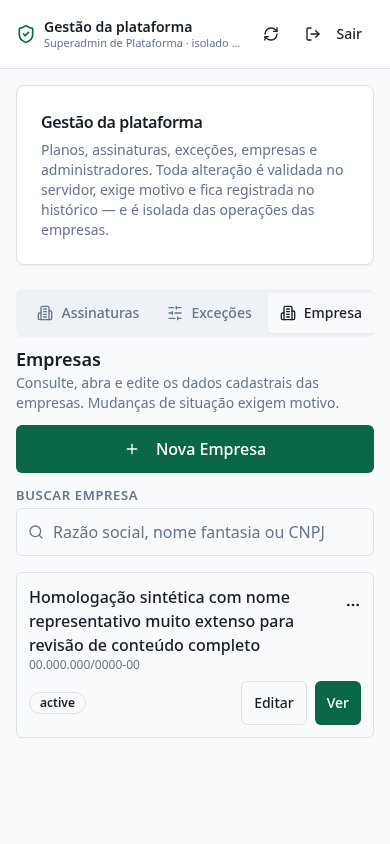 Gestão da plataforma
Superadmin de Plataforma · isolado ...
Sair
Gestão da plataforma
Planos, assinaturas, exceções, empresas e
administradores. Toda alteração é validada no
servidor, exige motivo e fica registrada no
histórico — e é isolada das operações das
empresas.
Assinaturas
Exceções
Empresa
Empresas
Consulte, abra e edite os dados cadastrais das
empresas. Mudanças de situação exigem motivo.
Nova Empresa
BUSCAR EMPRESA
Razão social, nome fantasia ou CNPJ
Homologação sintética com nome
representativo muito extenso para
revisão de conteúdo completo
00.000.000/0000-00
active
Editar
Ver